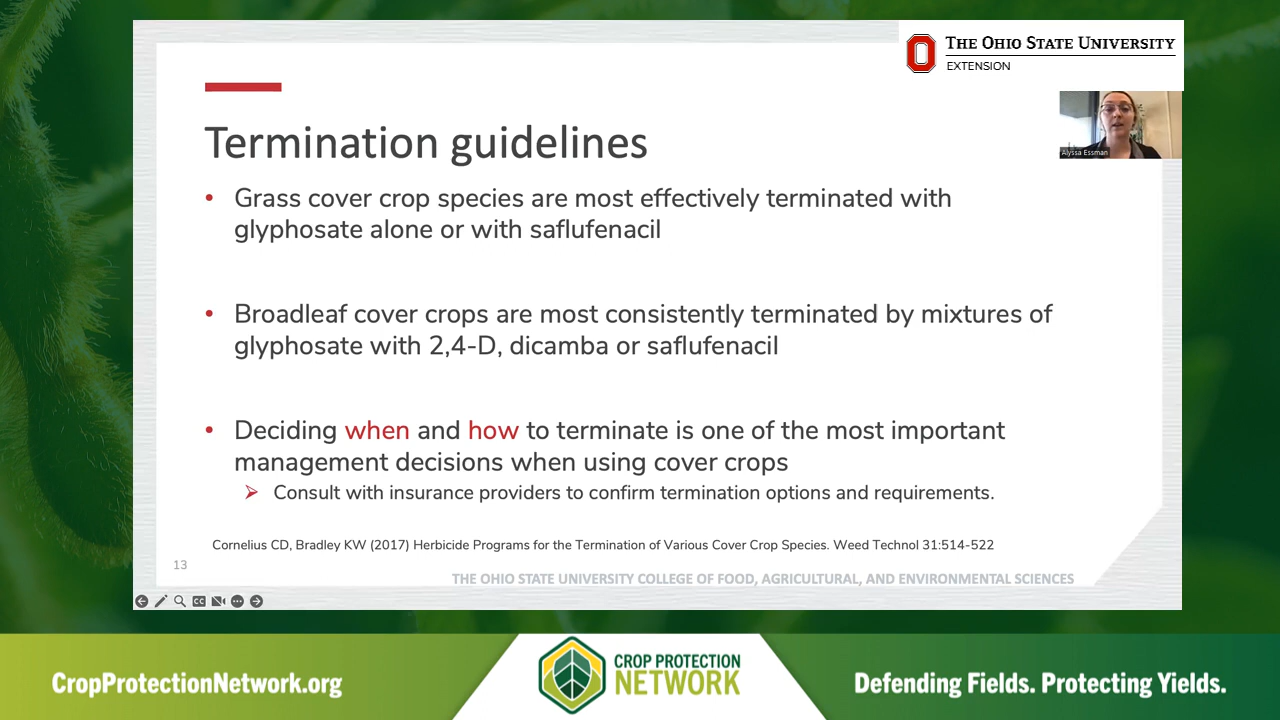 THE OHIO STATE UNIVERSITY
EXTENSION
Alyssa Essman
Termination guidelines
• Grass cover crop species are most effectively terminated with
glyphosate alone or with saflufenacil
• Broadleaf cover crops are most consistently terminated by mixtures of
glyphosate with 2,4-D, dicamba or saflufenacil
• Deciding when and how to terminate is one of the most important
management decisions when using cover crops
Consult with insurance providers to confirm termination options and requirements.
Cornelius CD, Bradley KW (2017) Herbicide Programs for the Termination of Various Cover Crop Species. Weed Technol 31:514-522
13
THE OHIO STATE UNIVERSITY COLLEGE OF FOOD, AGRICULTURAL, AND ENVIRONMENTAL SCIENCES
CC
CropProtectionNetwork.org
CROP PROTECTION
NETWORK
Defending Fields. Protecting Yields.